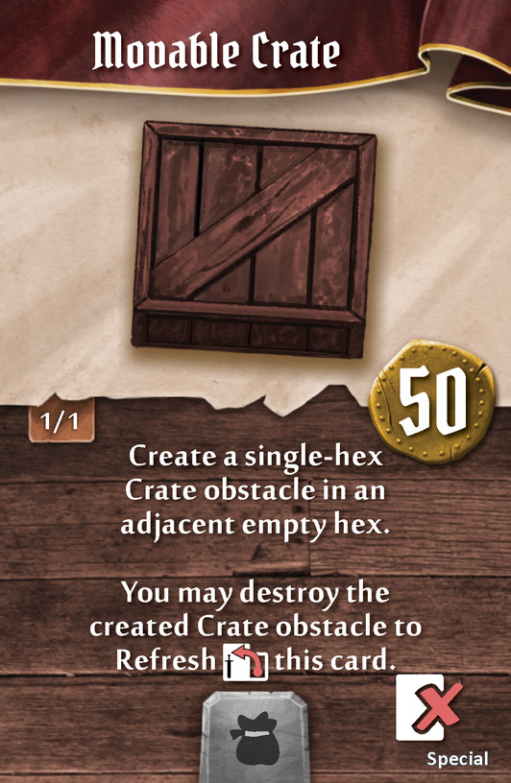 Movable Crate
50
1/1
Create a single-hex
Crate obstacle in an
adjacent empty hex.
You may destroy the
created Crate obstacle to
Refresh this card.
Special